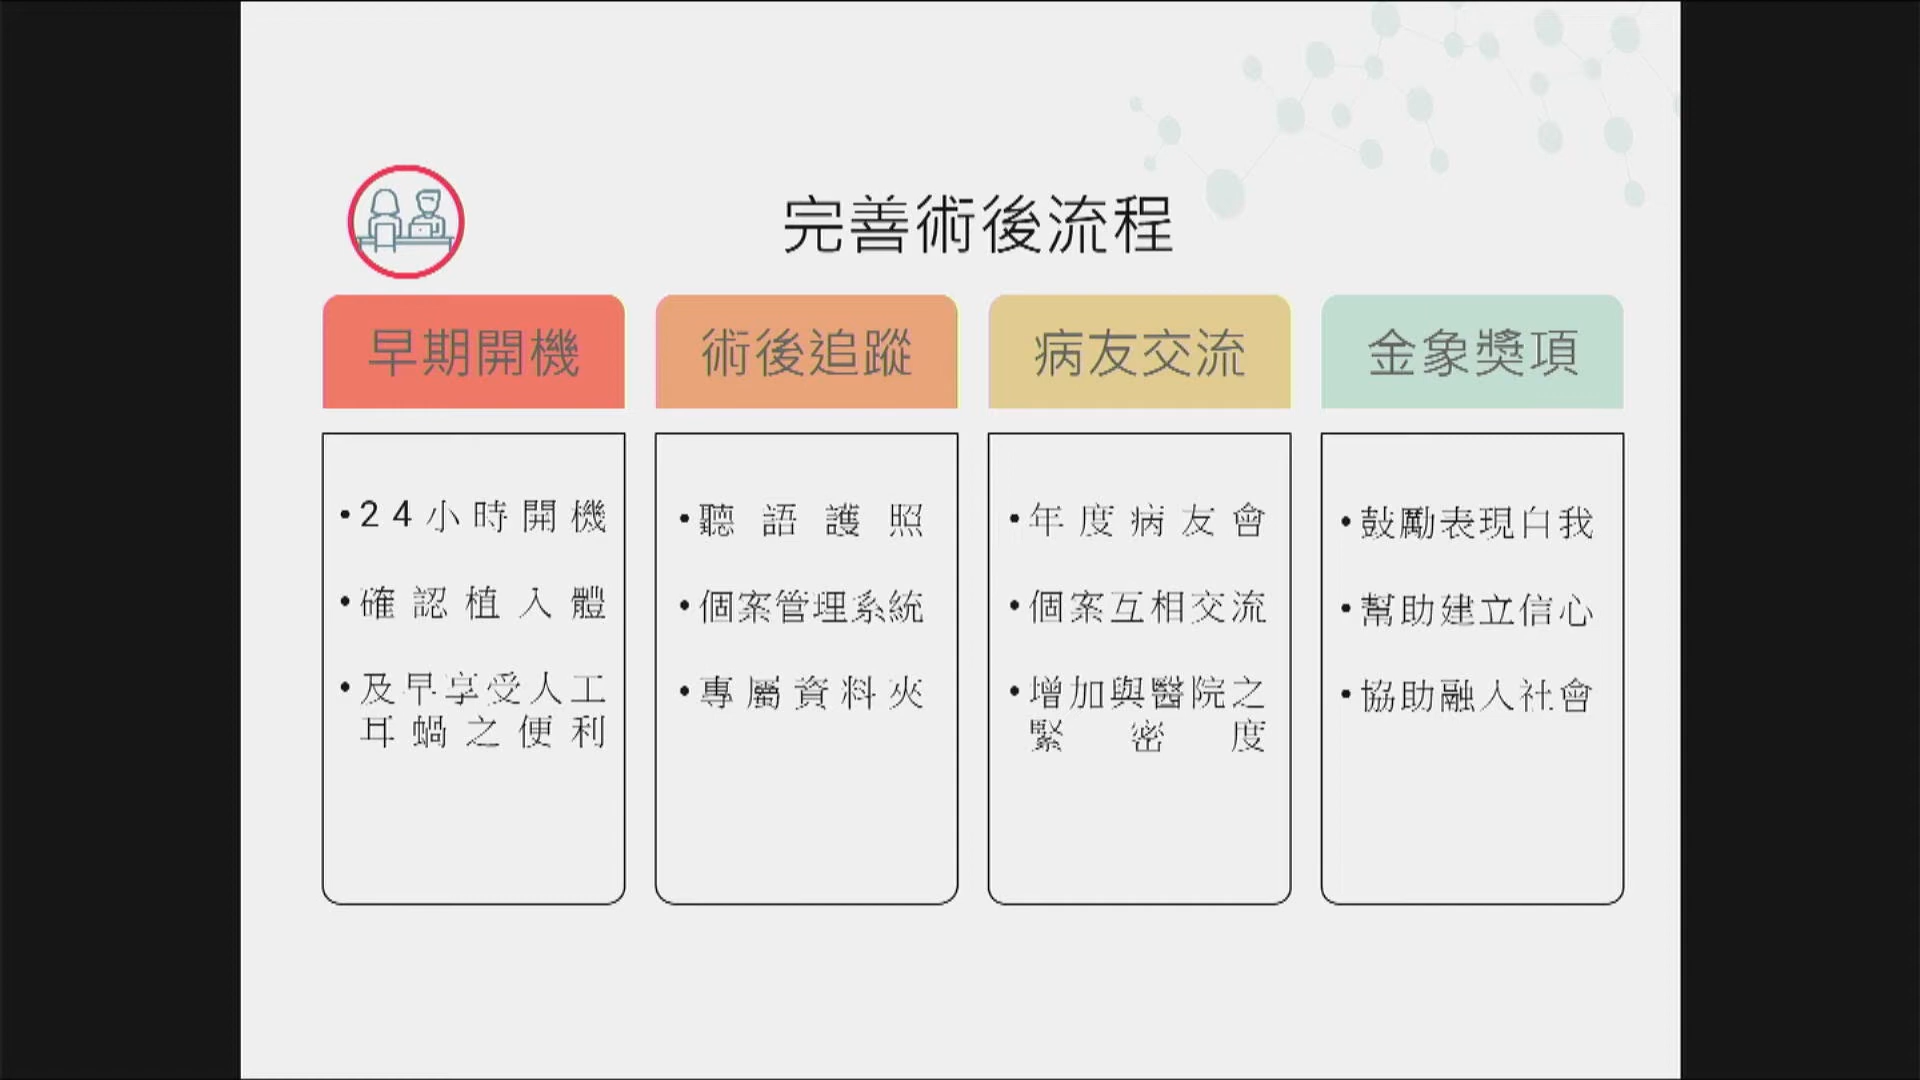 完善術後流程
早期開機
•24小時開機
•確認植入體
•及早享受人工
耳蝸之便利
術後追蹤
•聽語護照
•個案管理系統
•專屬資料夾
病友交流
•年度病友會
•個案互相交流
•增加與醫院之
緊密度
金象獎項
•鼓勵表現自我
•幫助建立信心
•協助融入社會